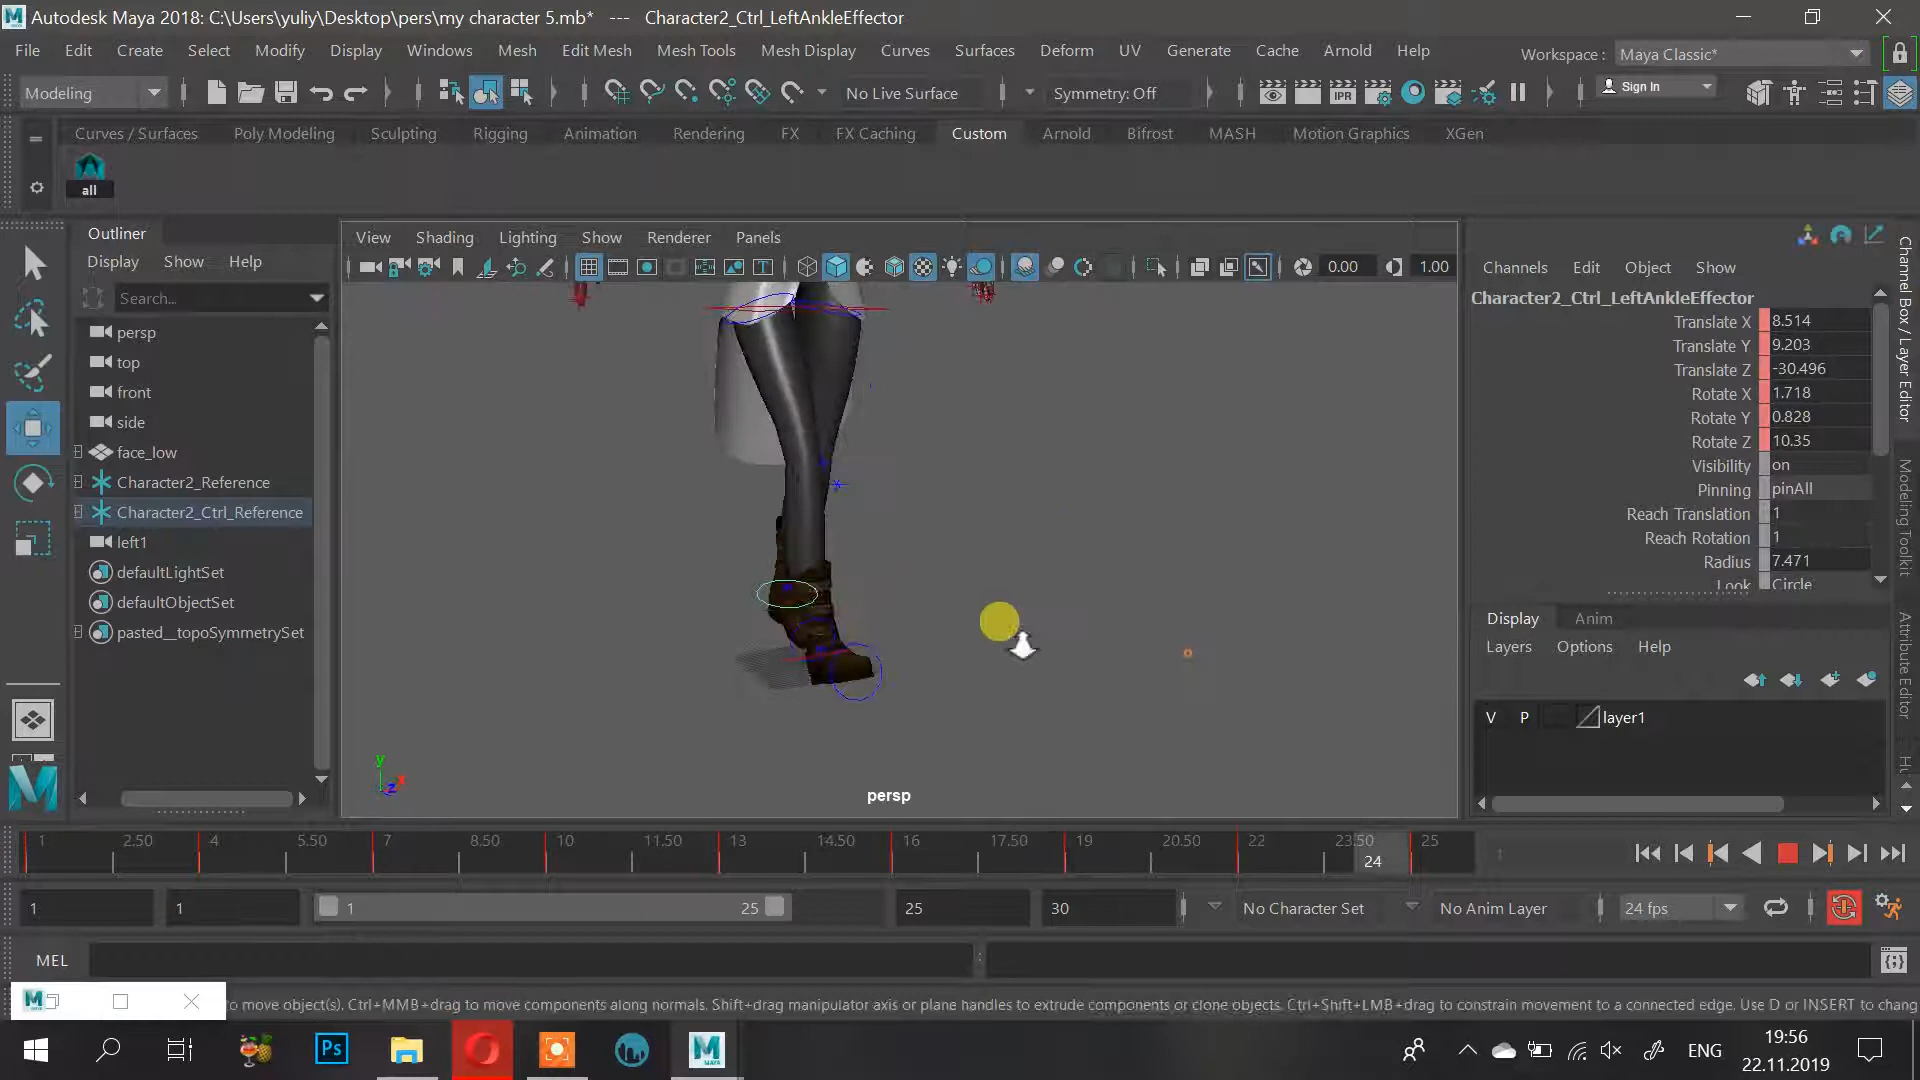 Autodesk Maya 2018: C:\Users\yuliy\Desktop\pers\my character 5.mb* --- Character2_Ctrl_LeftAnkleEffector
File Edit Create Select Modify Display Windows Mesh Edit Mesh Mesh Tools Mesh Display Curves Surfaces Deform UV Generate Cache Arnold Help Workspace : Maya Classic*
Modeling No Live Surface Symmetry: Off IPR Sign In
Curves / Surfaces Poly Modeling Sculpting Rigging Animation Rendering FX FX Caching Custom Arnold Bifrost MASH Motion Graphics XGen
all
Outliner
Display Show Help
Search...
persp
top
front
side
face_low
Character2_Reference
Character2_Ctrl_Reference
left1
defaultLightSet
defaultObjectSet
pasted__topoSymmetrySet
View Shading Lighting Show Renderer Panels
0.00 1.00
y
x
z
persp
Channels Edit Object Show
Character2_Ctrl_LeftAnkleEffector
Translate X 8.514
Translate Y 9.203
Translate Z -30.496
Rotate X 1.718
Rotate Y 0.828
Rotate Z 10.35
Visibility on
Pinning pinAll
Reach Translation 1
Reach Rotation 1
Radius 7.471
Look Circle
Display Anim
Layers Options Help
V P layer1
Channel Box / Layer Editor
Modeling Toolkit
Attribute Editor
1 2.50 4 5.50 7 8.50 10 11.50 13 14.50 16 17.50 19 20.50 22 23.50 25
24
1
1 1 1 25 25 30 No Character Set No Anim Layer 24 fps
MEL
to move object(s). Ctrl+MMB+drag to move components along normals. Shift+drag manipulator axis or plane handles to extrude components or clone objects. Ctrl+Shift+LMB+drag to constrain movement to a connected edge. Use D or INSERT to chang
Ps
MAYA
ENG
19:56
22.11.2019